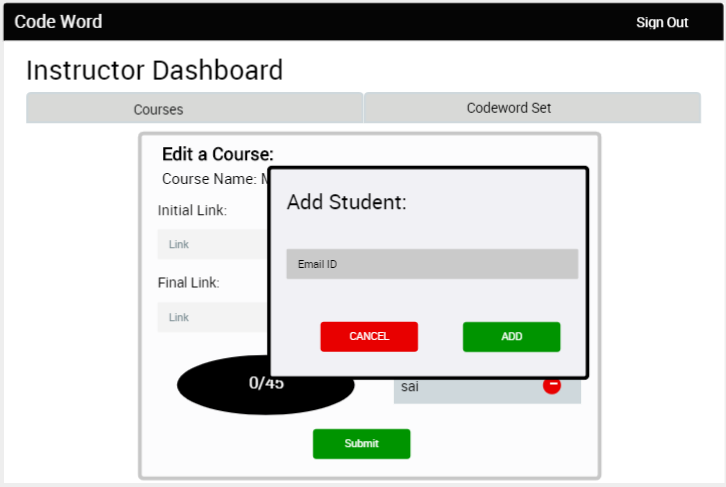 Code Word
Sign Out
Instructor Dashboard
Courses
Codeword Set
Edit a Course:
Course Name:
Initial Link:
Link
Final Link:
Link
Add Student:
Email ID
CANCEL
ADD
0/45
sai
Submit